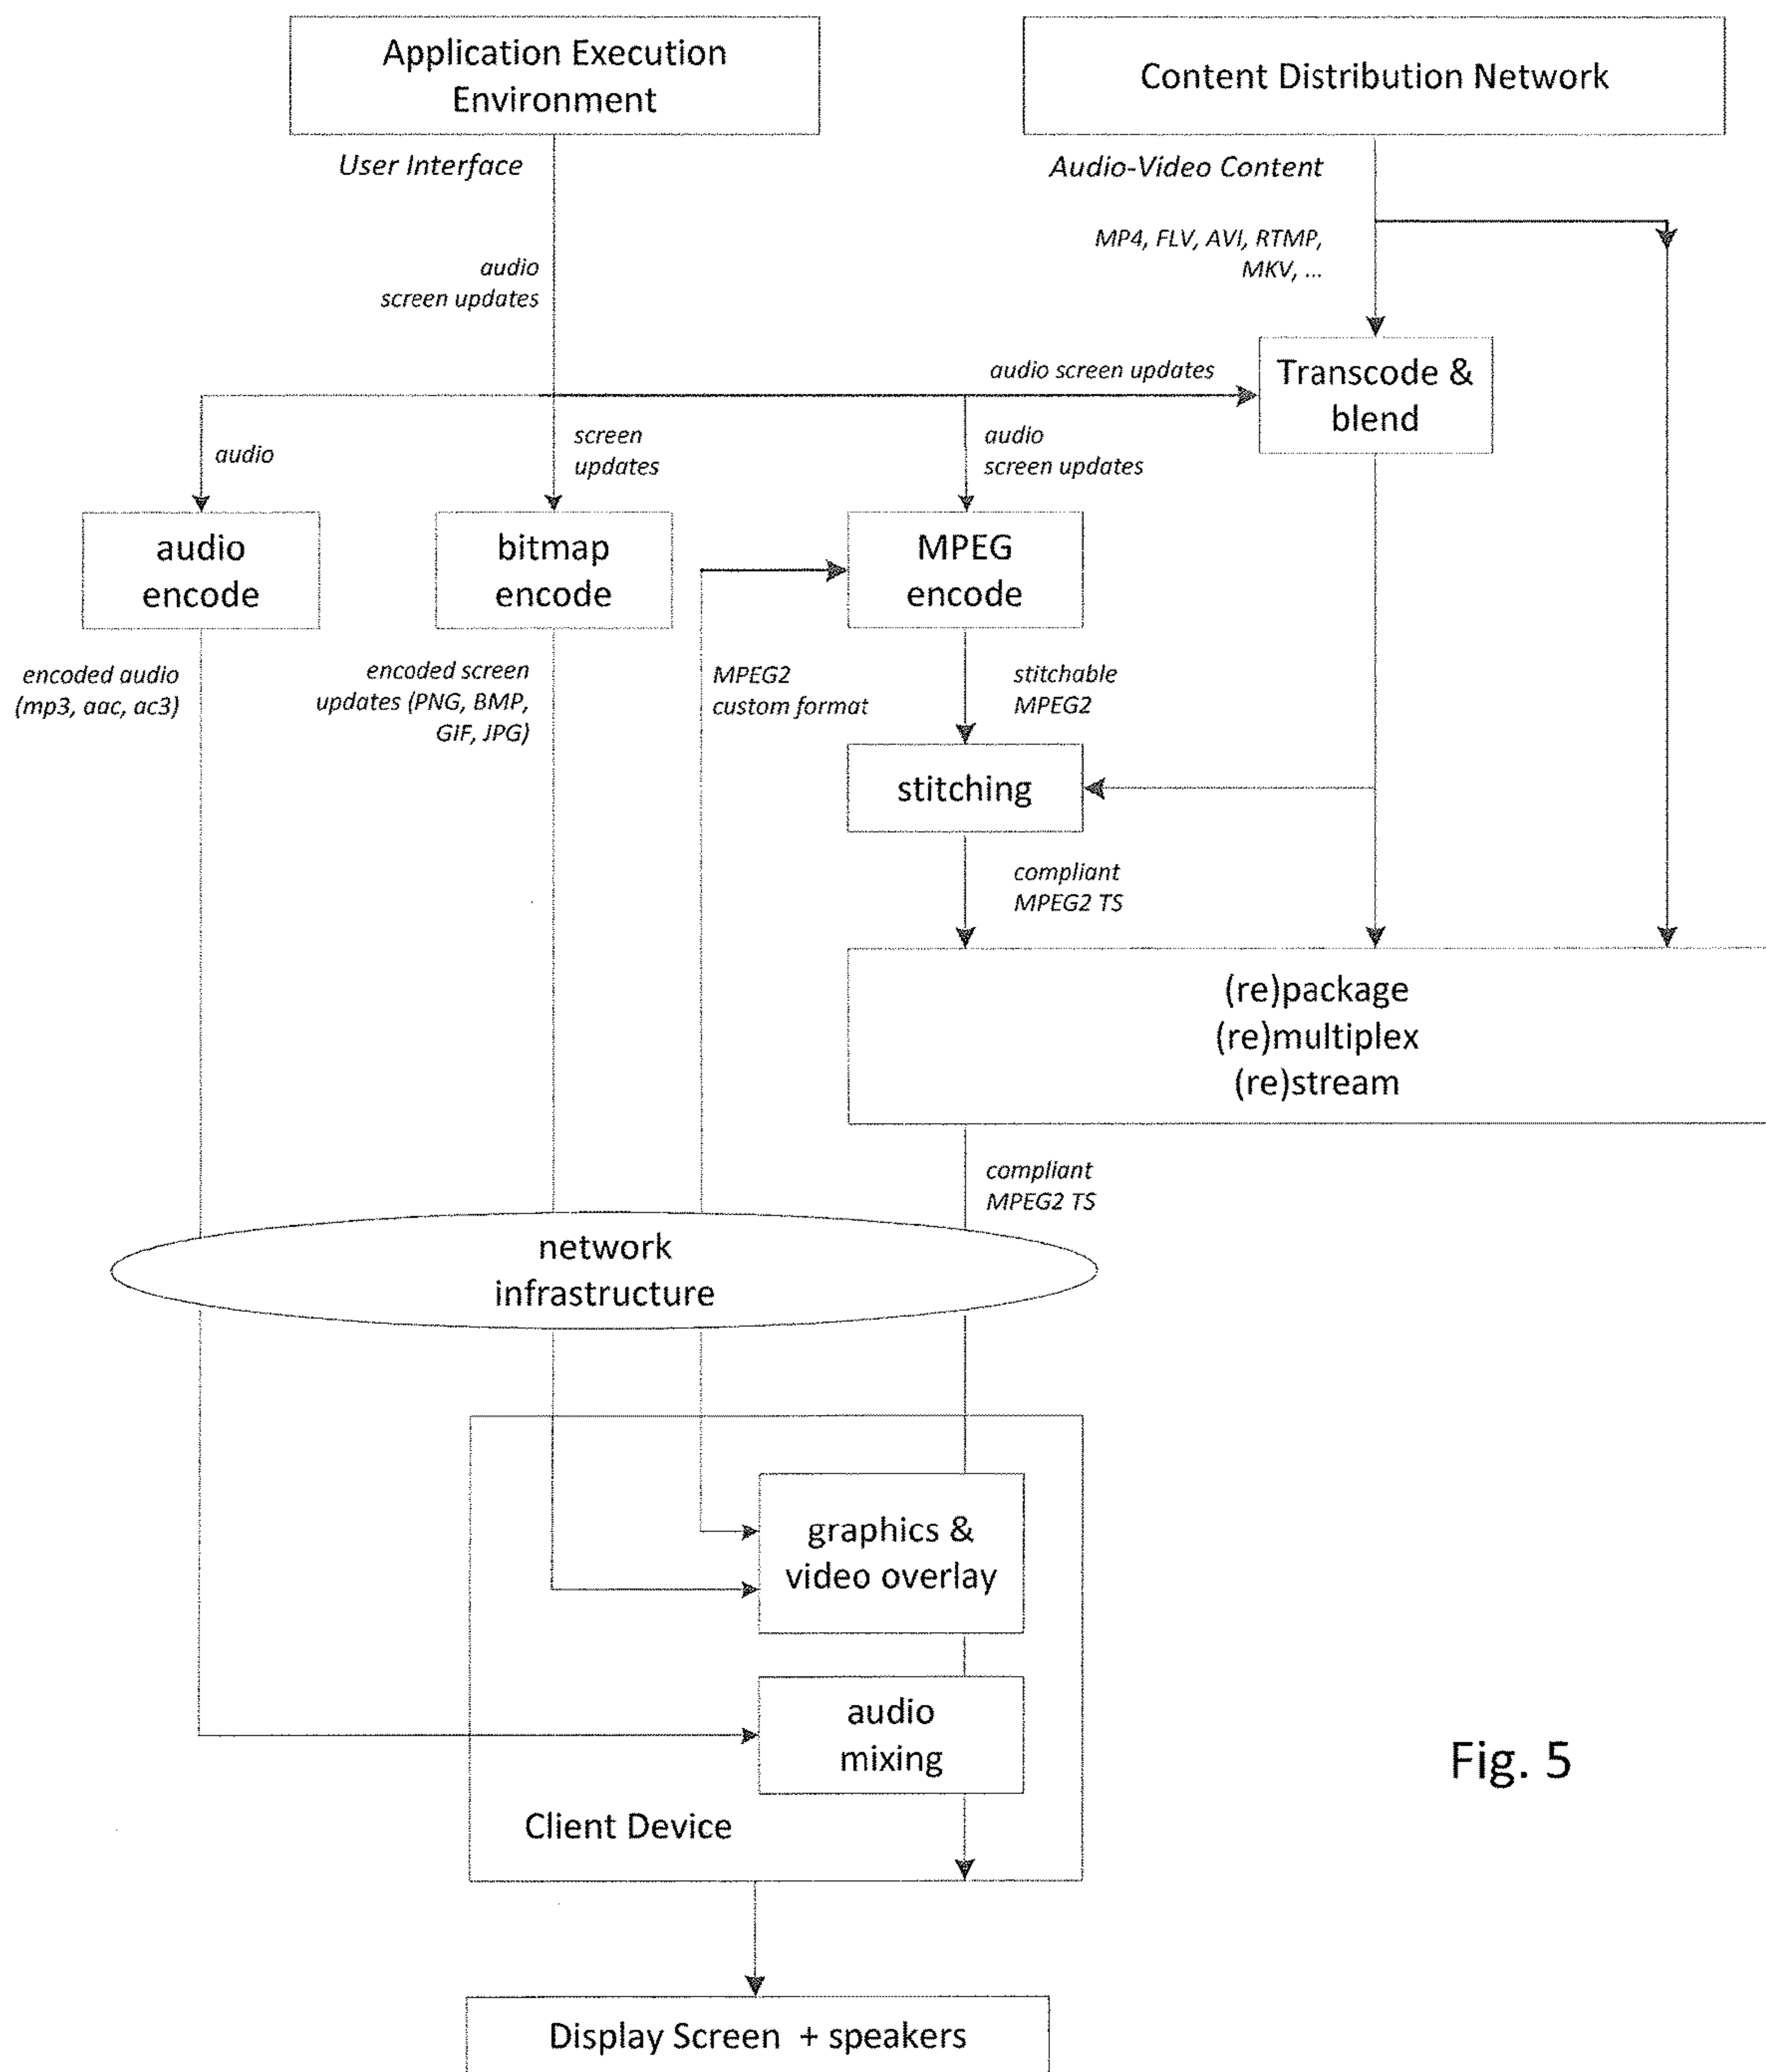 Application Execution
Environment
Content Distribution Network
User Interface
Audio-Video Content
MP4, FLV, AVI, RTMP,
MKV, ...
audio
screen updates
audio screen updates
Transcode &
blend
audio
screen
updates
audio
screen updates
audio
encode
bitmap
encode
MPEG
encode
encoded audio
(mp3, aac, ac3)
encoded screen
updates (PNG, BMP,
GIF, JPG)
MPEG2
custom format
stitchable
MPEG2
stitching
compliant
MPEG2 TS
(re)package
(re)multiplex
(re)stream
compliant
MPEG2 TS
network
infrastructure
graphics &
video overlay
audio
mixing
Client Device
Fig. 5
Display Screen + speakers